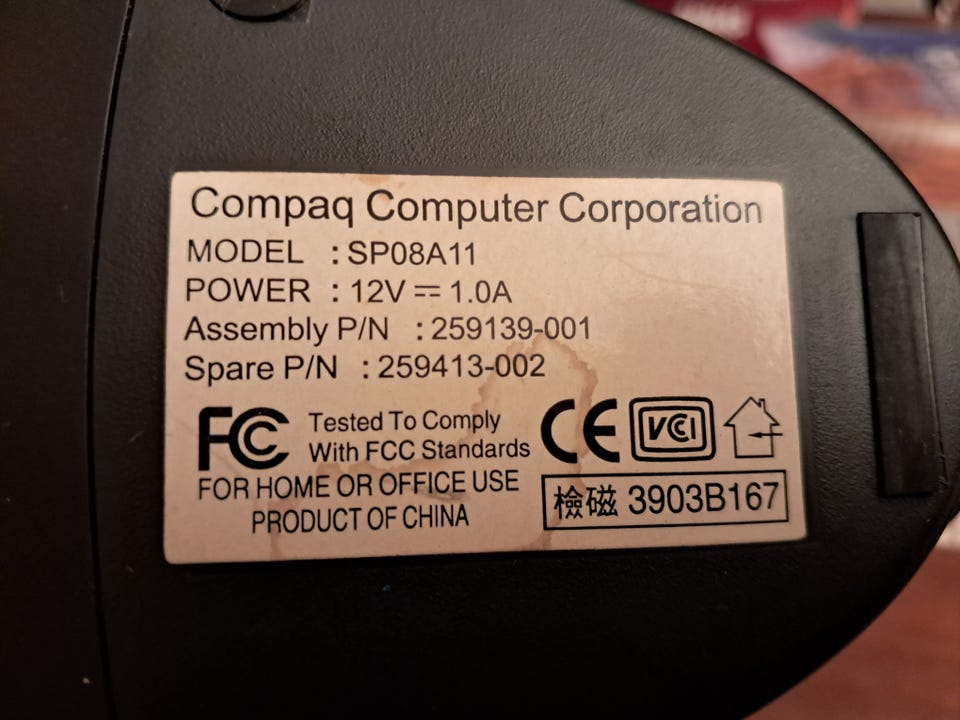 Compaq Computer Corporation
MODEL : SP08A11
POWER : 12V ⎓ 1.0A
Assembly P/N : 259139-001
Spare P/N : 259413-002
FC Tested To Comply
With FCC Standards
CE VCCI
FOR HOME OR OFFICE USE
PRODUCT OF CHINA
檢磁 3903B167